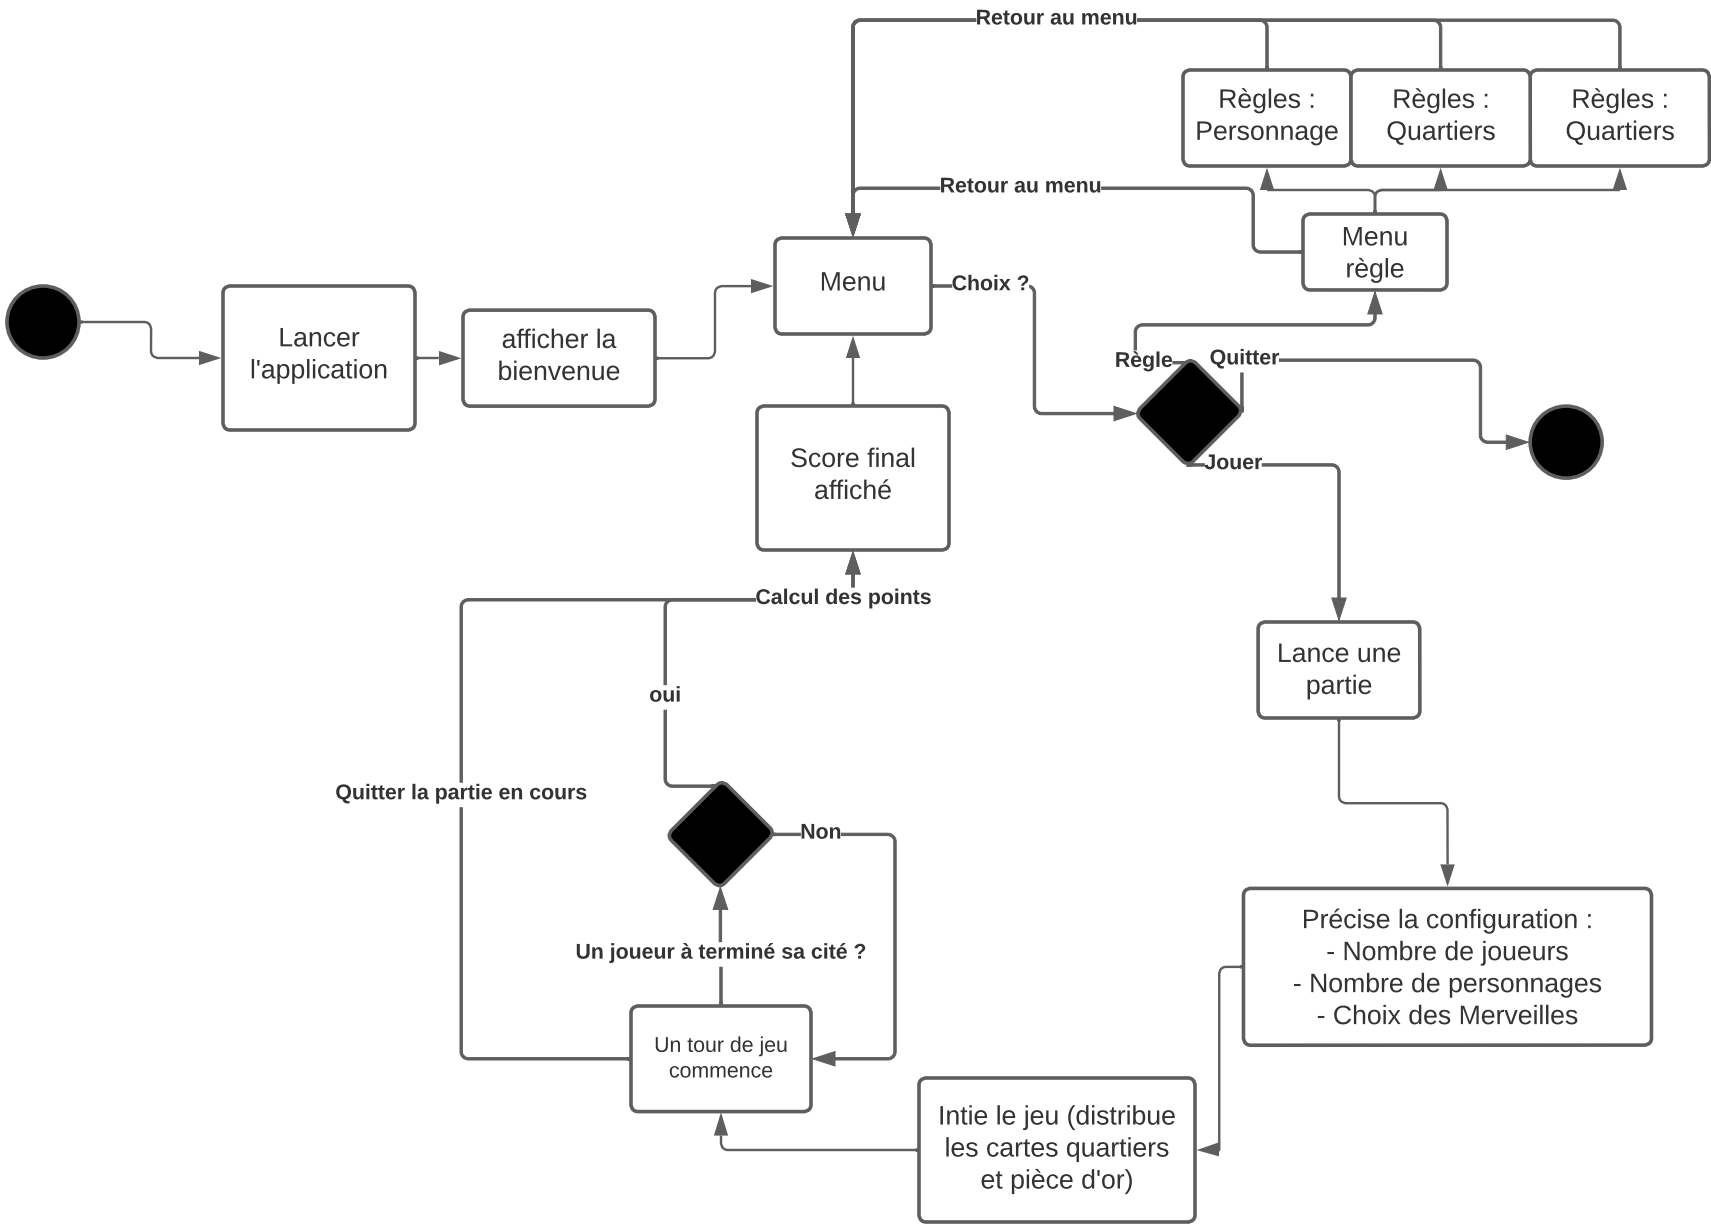 Retour au menu
Règles :
Personnage
Règles :
Quartiers
Règles :
Quartiers
Retour au menu
Menu
règle
Menu
Choix ?
Lancer
l'application
afficher la
bienvenue
Règle
Quitter
Score final
affiché
Jouer
Calcul des points
Lance une
partie
oui
Quitter la partie en cours
Non
Un joueur à terminé sa cité ?
Précise la configuration :
- Nombre de joueurs
- Nombre de personnages
- Choix des Merveilles
Un tour de jeu
commence
Intie le jeu (distribue
les cartes quartiers
et pièce d'or)